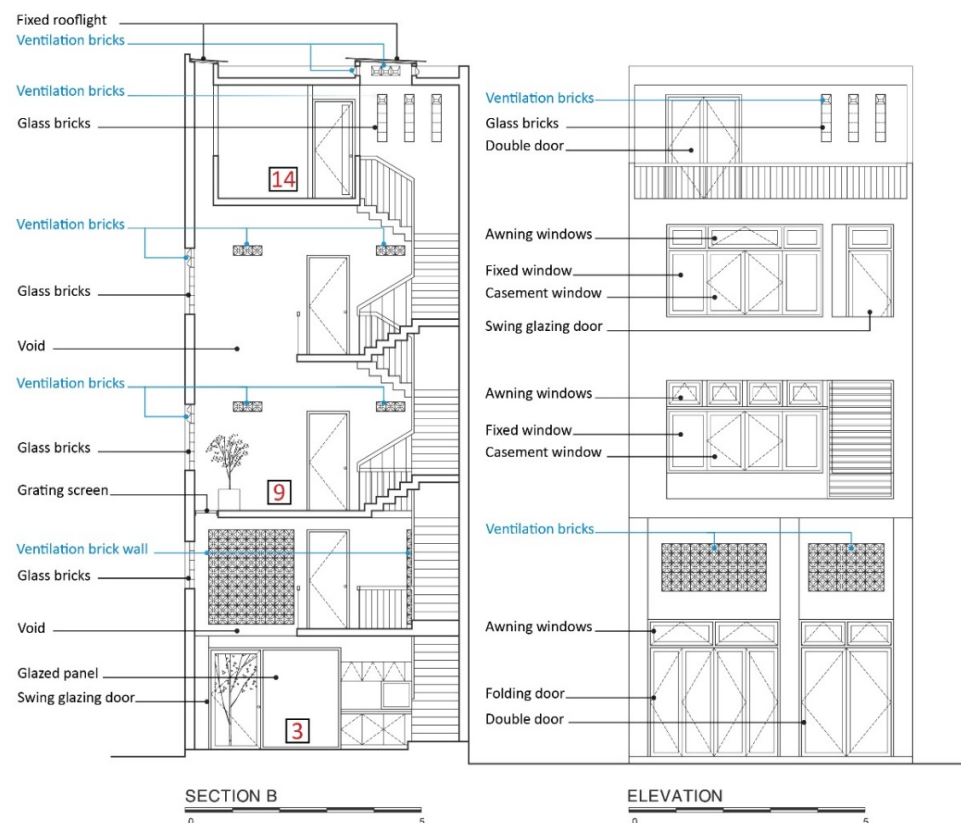 Fixed rooflight
Ventilation bricks
Ventilation bricks
Glass bricks
14
Ventilation bricks
Glass bricks
Void
Ventilation bricks
Glass bricks
Grating screen
9
Ventilation brick wall
Glass bricks
Void
Glazed panel
Swing glazing door
3
SECTION B
0 5
Ventilation bricks
Glass bricks
Double door
Awning windows
Fixed window
Casement window
Swing glazing door
Awning windows
Fixed window
Casement window
Ventilation bricks
Awning windows
Folding door
Double door
ELEVATION
0 5